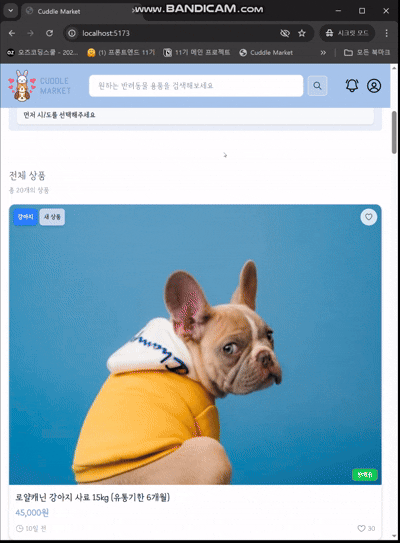 www.BANDICAM.com
Cuddle Market
localhost:5173
시크릿 모드
오즈코딩스쿨 - 202...
(1) 프론트엔드 11기
11기 메인 프로젝트
Cuddle Market
모든 북마크
CUDDLE
MARKET
원하는 반려동물 용품을 검색해보세요
먼저 시/도를 선택해주세요
전체 상품
총 20개의 상품
강아지
새 상품
Champ
판매중
로얄캐닌 강아지 사료 15kg (유통기한 6개월)
45,000원
10일 전
30